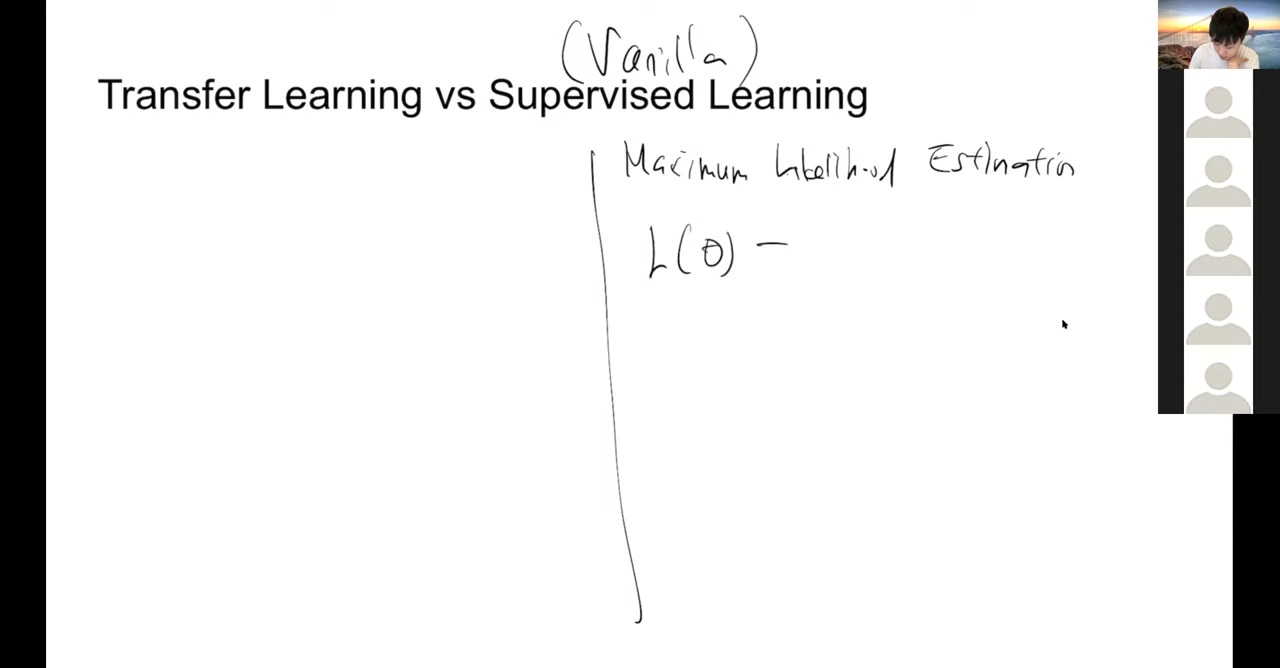 (Vanilla)
Transfer Learning vs Supervised Learning
Maximum Likelihood Estimation
L(θ) =